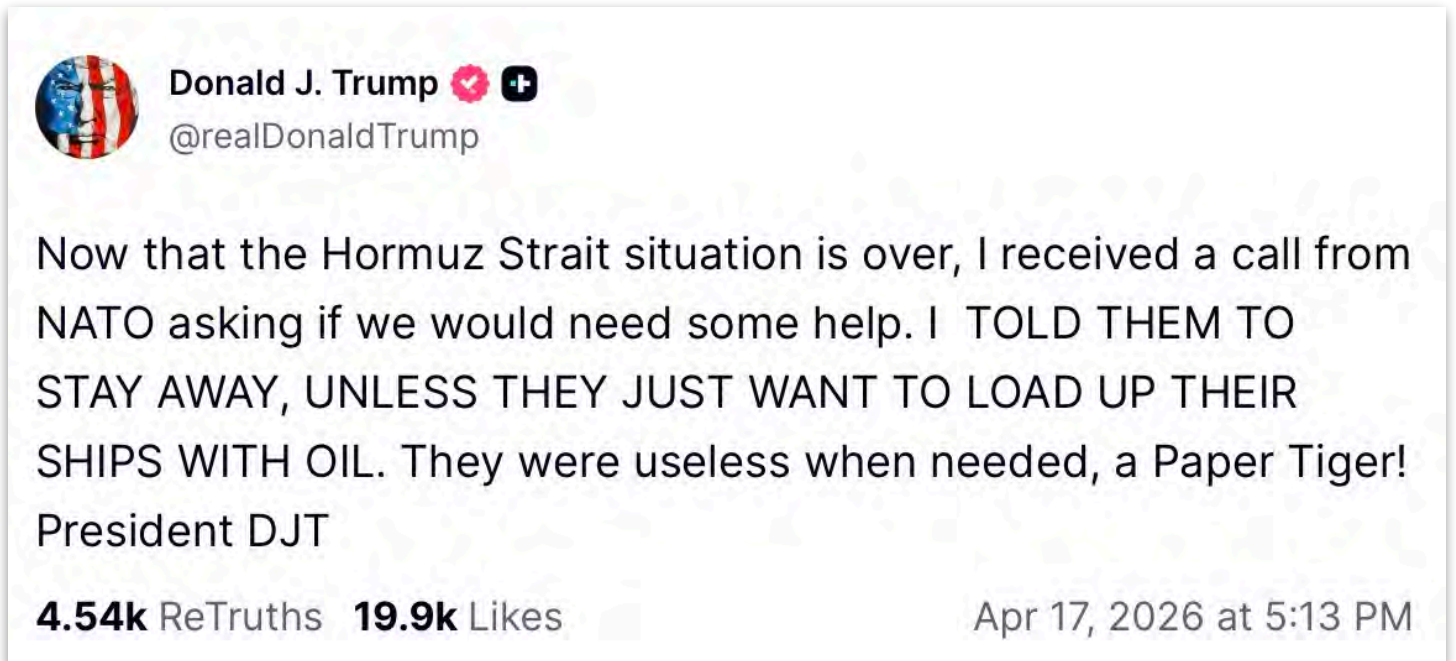 Donald J. Trump
@realDonaldTrump
Now that the Hormuz Strait situation is over, I received a call from
NATO asking if we would need some help. I  TOLD THEM TO
STAY AWAY, UNLESS THEY JUST WANT TO LOAD UP THEIR
SHIPS WITH OIL. They were useless when needed, a Paper Tiger!
President DJT
4.54k ReTruths 19.9k Likes Apr 17, 2026 at 5:13 PM